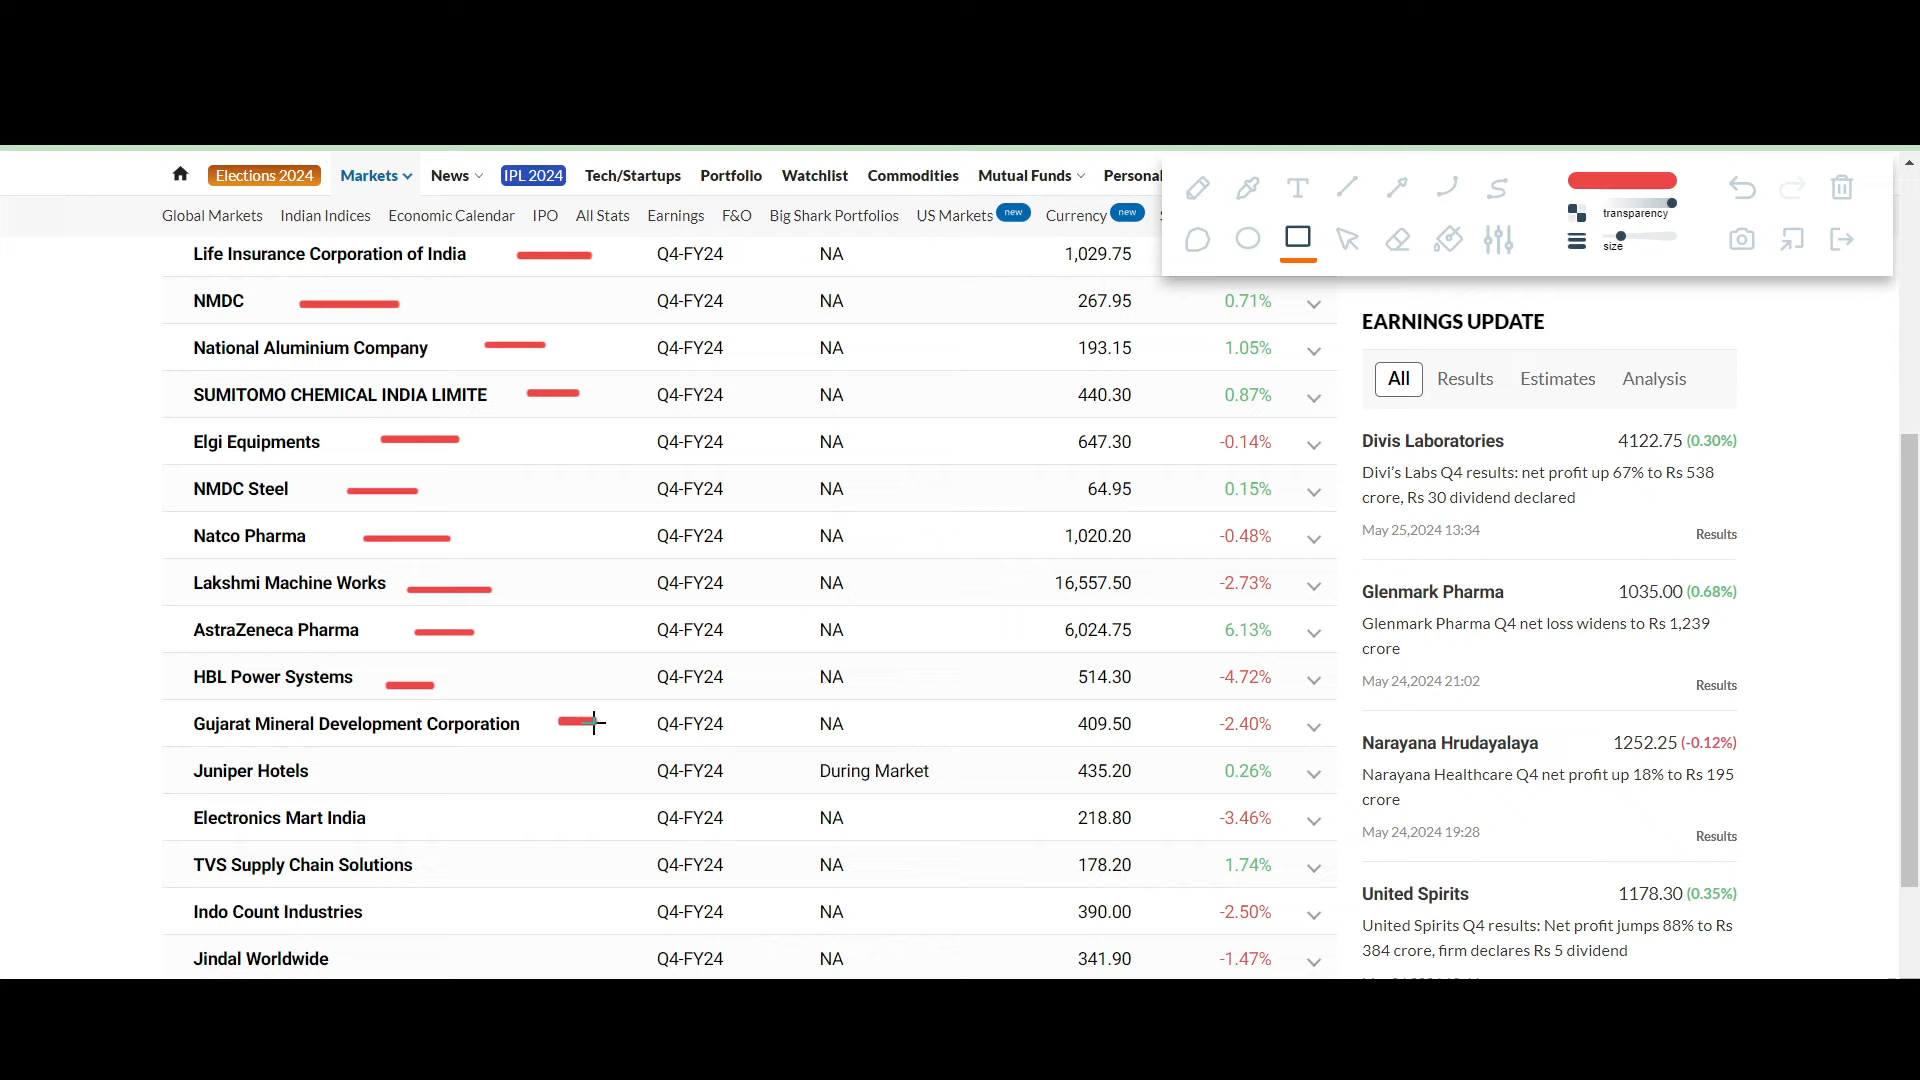 Elections 2024 Markets News IPL 2024 Tech/Startups Portfolio Watchlist Commodities Mutual Funds Personal
Global Markets Indian Indices Economic Calendar IPO All Stats Earnings F&O Big Shark Portfolios US Markets new Currency new
transparency
size
Life Insurance Corporation of India Q4-FY24 NA 1,029.75
NMDC Q4-FY24 NA 267.95 0.71%
National Aluminium Company Q4-FY24 NA 193.15 1.05%
SUMITOMO CHEMICAL INDIA LIMITE Q4-FY24 NA 440.30 0.87%
Elgi Equipments Q4-FY24 NA 647.30 -0.14%
NMDC Steel Q4-FY24 NA 64.95 0.15%
Natco Pharma Q4-FY24 NA 1,020.20 -0.48%
Lakshmi Machine Works Q4-FY24 NA 16,557.50 -2.73%
AstraZeneca Pharma Q4-FY24 NA 6,024.75 6.13%
HBL Power Systems Q4-FY24 NA 514.30 -4.72%
Gujarat Mineral Development Corporation Q4-FY24 NA 409.50 -2.40%
Juniper Hotels Q4-FY24 During Market 435.20 0.26%
Electronics Mart India Q4-FY24 NA 218.80 -3.46%
TVS Supply Chain Solutions Q4-FY24 NA 178.20 1.74%
Indo Count Industries Q4-FY24 NA 390.00 -2.50%
Jindal Worldwide Q4-FY24 NA 341.90 -1.47%
EARNINGS UPDATE
All Results Estimates Analysis
Divis Laboratories 4122.75 (0.30%)
Divi's Labs Q4 results: net profit up 67% to Rs 538
crore, Rs 30 dividend declared
May 25,2024 13:34 Results
Glenmark Pharma 1035.00 (0.68%)
Glenmark Pharma Q4 net loss widens to Rs 1,239
crore
May 24,2024 21:02 Results
Narayana Hrudayalaya 1252.25 (-0.12%)
Narayana Healthcare Q4 net profit up 18% to Rs 195
crore
May 24,2024 19:28 Results
United Spirits 1178.30 (0.35%)
United Spirits Q4 results: Net profit jumps 88% to Rs
384 crore, firm declares Rs 5 dividend